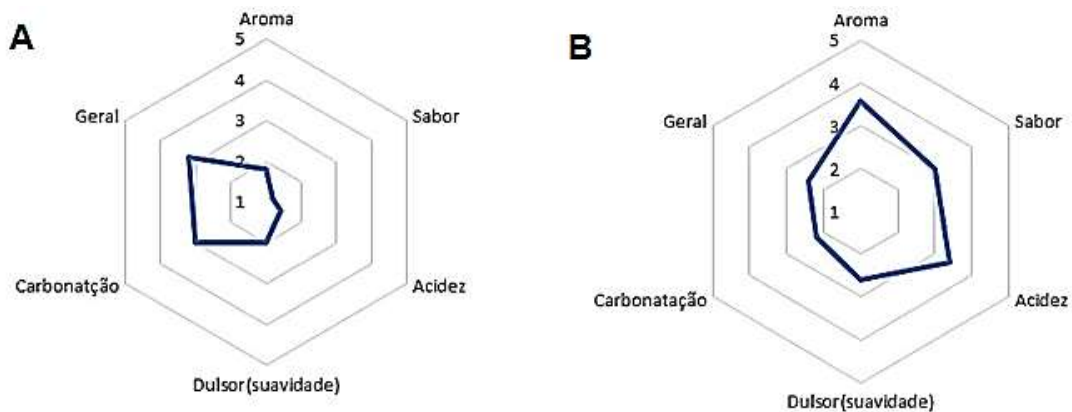 A
Aroma
5
4
3
2
1
Geral
Sabor
Carbonatção
Acidez
Dulsor(suavidade)
B
Aroma
5
4
3
2
1
Geral
Sabor
Carbonatação
Acidez
Dulsor(suavidade)